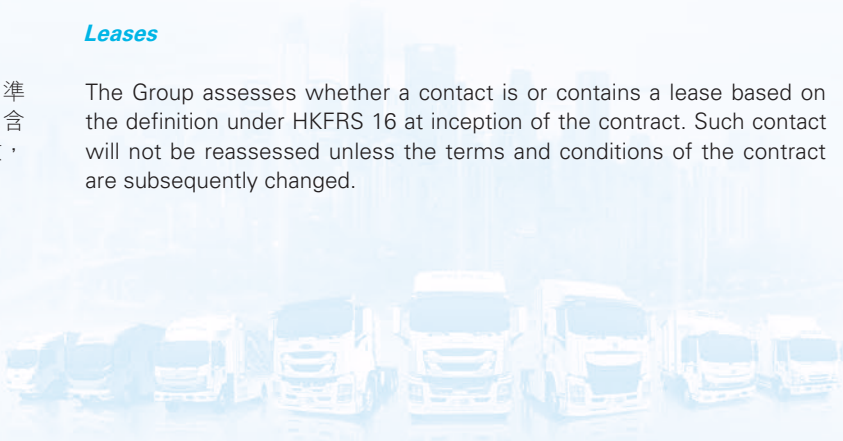 Leases
準
The Group assesses whether a contact is or contains a lease based on
含
the definition under HKFRS 16 at inception of the contract. Such contact
，
will not be reassessed unless the terms and conditions of the contract
are subsequently changed.